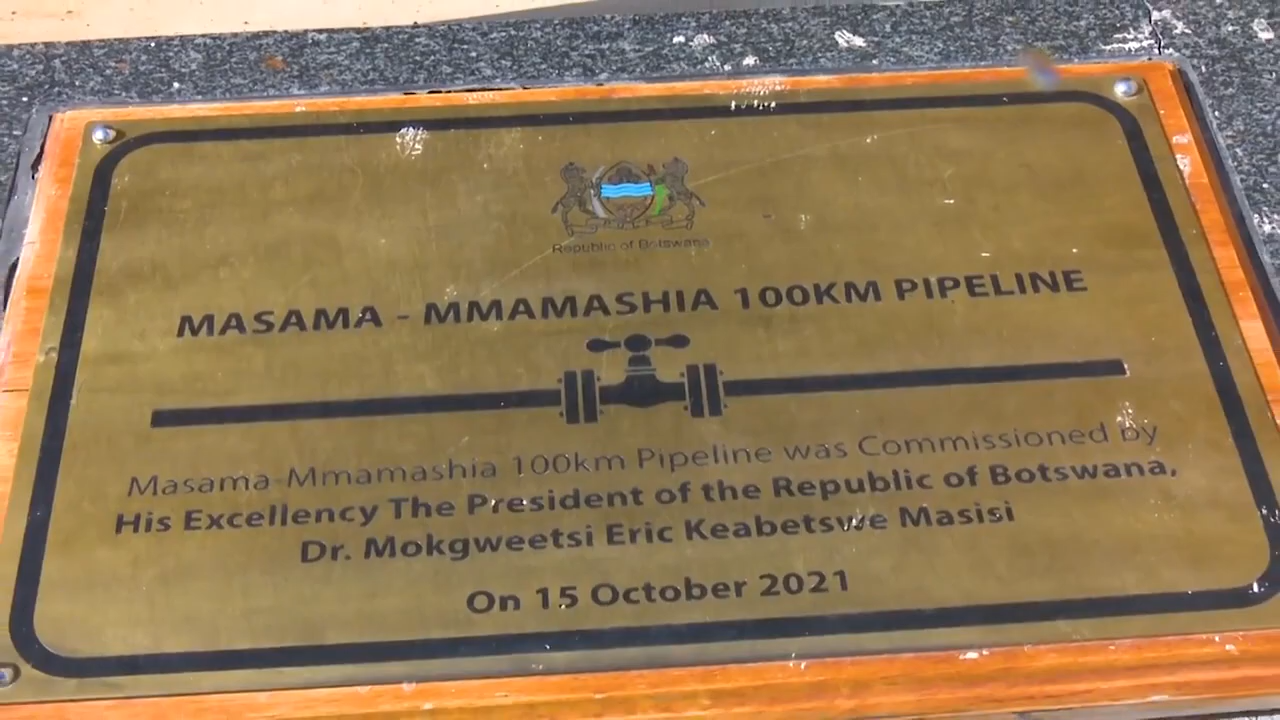 Republic of Botswana
MASAMA - MMAMASHIA 100KM PIPELINE
Masama-Mmamashia 100km Pipeline was Commissioned by
His Excellency The President of the Republic of Botswana,
Dr. Mokgweetsi Eric Keabetswe Masisi
On 15 October 2021